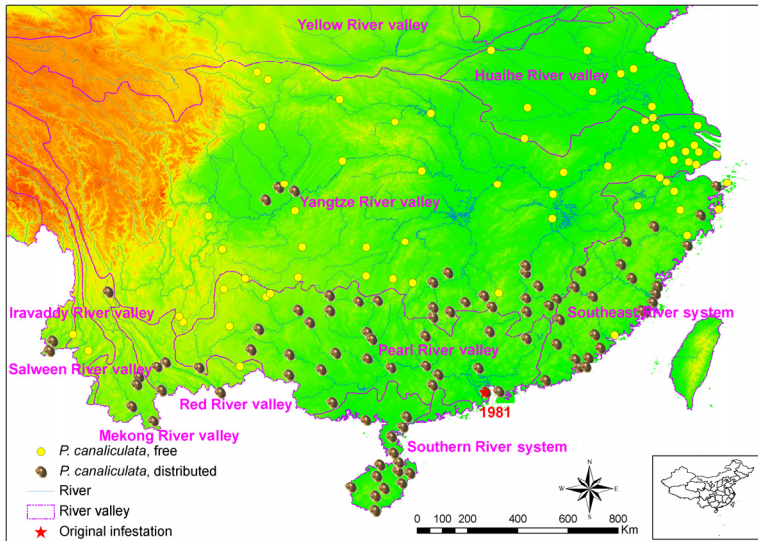 Yellow River valley
Huaihe River valley
Yangtze River valley
Iravaddy River valley
Southeast River system
Pearl River valley
Salween River valley
Red River valley
1981
Mekong River valley
Southern River system
P. canaliculata, free
P. canaliculata, distributed
River
River valley
Original infestation
N
W
E
S
0 100 200 400 600 800
Km